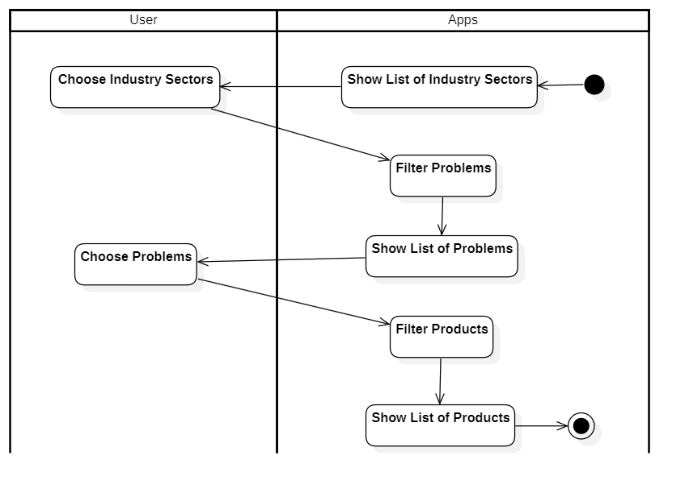 User
Apps
Choose Industry Sectors
Show List of Industry Sectors
Filter Problems
Show List of Problems
Choose Problems
Filter Products
Show List of Products